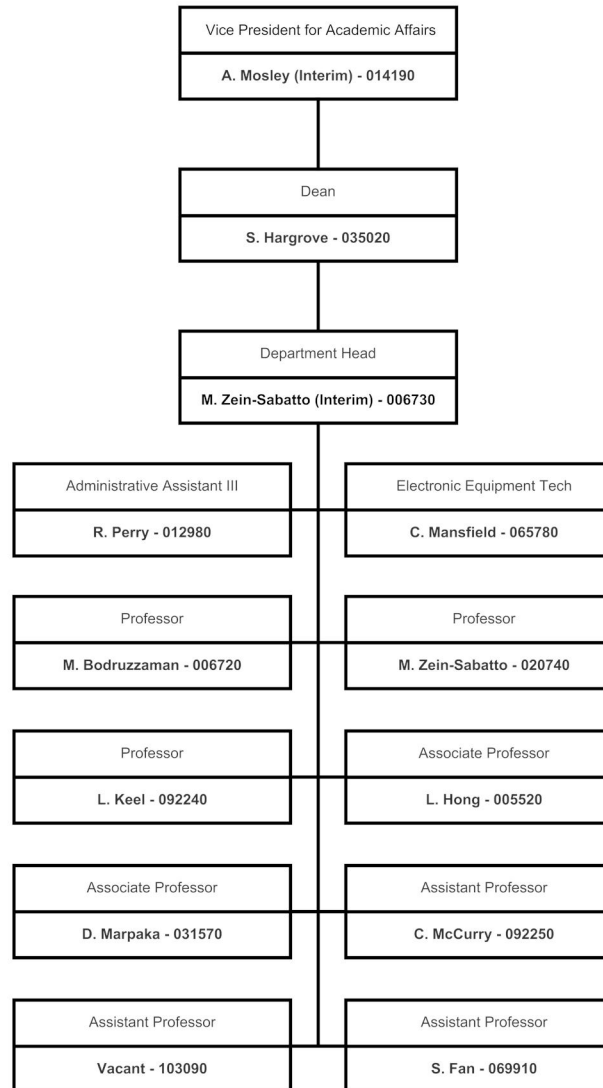 Vice President for Academic Affairs
A. Mosley (Interim) - 014190
Dean
S. Hargrove - 035020
Department Head
M. Zein-Sabatto (Interim) - 006730
Administrative Assistant III
R. Perry - 012980
Electronic Equipment Tech
C. Mansfield - 065780
Professor
M. Bodruzzaman - 006720
Professor
M. Zein-Sabatto - 020740
Professor
L. Keel - 092240
Associate Professor
L. Hong - 005520
Associate Professor
D. Marpaka - 031570
Assistant Professor
C. McCurry - 092250
Assistant Professor
Vacant - 103090
Assistant Professor
S. Fan - 069910